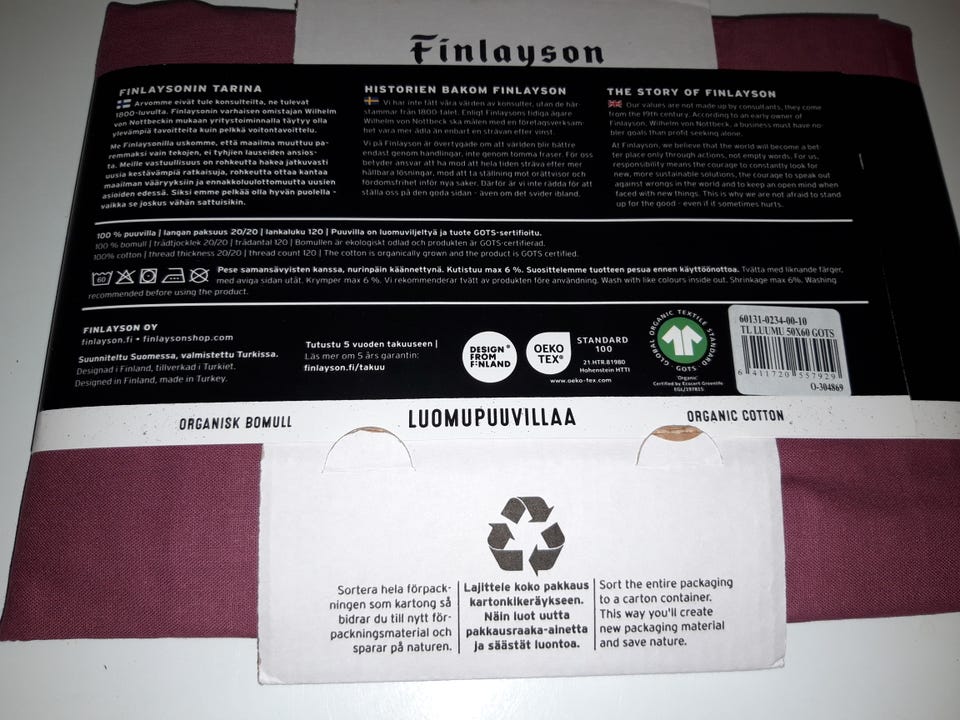 Finlayson
FINLAYSONIN TARINA
Arvomme eivät tule konsulteilta, ne tulevat
1800-luvulta. Finlaysonin varhaisen omistajan Wilhelm
von Nottbeckin mukaan yritystoiminnalla täytyy olla
ylevämpiä tavoitteita kuin pelkkä voitontavoittelu.
Me Finlaysonilla uskomme, että maailma muuttuu pa-
remmaksi vain tekojen, ei tyhjien lauseiden ansios-
ta. Meille vastuullisuus on rohkeutta hakea jatkuvasti
uusia kestävämpiä ratkaisuja, rohkeutta ottaa kantaa
maailman vääryyksiin ja ennakkoluulottomuutta uusien
asioiden edessä. Siksi emme pelkää olla hyvän puolella -
vaikka se joskus vähän sattuisikin.
HISTORIEN BAKOM FINLAYSON
Vi har inte fått våra värden av konsulter, utan de här-
stammar från 1800-talet. Enligt Finlaysons tidiga ägare
Wilhelm von Nottbeck ska målen med en företagsverksam-
het vara mer ädla än enbart en strävan efter vinst.
Vi på Finlayson är övertygade om att världen blir bättre
endast genom handlingar, inte genom tomma fraser. För oss
betyder ansvar att ha mod att hela tiden sträva efter mer
hållbara lösningar, mod att ta ställning mot orättvisor och
fördomsfrihet inför nya saker. Därför är vi inte rädda för att
ställa oss på den goda sidan - även om det svider ibland.
THE STORY OF FINLAYSON
Our values are not made up by consultants, they come
from the 19th century. According to an early owner of
Finlayson, Wilhelm von Nottbeck, a business must have no-
bler goals than profit seeking alone.
At Finlayson, we believe that the world will become a bet-
ter place only through actions, not empty words. For us,
responsibility means the courage to constantly look for
new, more sustainable solutions, the courage to speak out
against wrongs in the world and to keep an open mind when
faced with new things. This is why we are not afraid to stand
up for the good - even if it sometimes hurts.
100 % puuvilla | langan paksuus 20/20 | lankaluku 120 | Puuvilla on luomuviljeltyä ja tuote GOTS-sertifioitu.
100 % bomull | trådtjocklek 20/20 | trådantal 120 | Bomullen är ekologiskt odlad och produkten är GOTS-certifierad.
100% cotton | thread thickness 20/20 | thread count 120 | The cotton is organically grown and the product is GOTS certified.
60 Pese samansävyisten kanssa, nurinpäin käännettynä. Kutistuu max 6 %. Suosittelemme tuotteen pesua ennen käyttöönottoa. Tvätta med liknande färger,
med aviga sidan utåt. Krymper max 6 %. Vi rekommenderar tvätt av produkten före användning. Wash with like colours inside out. Shrinkage max 6%. Washing
recommended before using the product.
FINLAYSON OY
finlayson.fi • finlaysonshop.com
Suunniteltu Suomessa, valmistettu Turkissa.
Designad i Finland, tillverkad i Turkiet.
Designed in Finland, made in Turkey.
Tutustu 5 vuoden takuuseen |
Läs mer om 5 års garantin:
finlayson.fi/takuu
DESIGN
FROM
FINLAND
OEKO
TEX®
STANDARD
100
21.HTR.81980
Hohenstein HTTI
www.oeko-tex.com
GLOBAL ORGANIC TEXTILE STANDARD
GOTS
'Organic'
Certified by Ecocert Greenlife
EGL/197815
60131-0234-00-10
TL LUUMU 50X60 GOTS
6 411720 557929
O-304869
ORGANISK BOMULL
LUOMUPUUVILLAA
ORGANIC COTTON
Sortera hela förpack-
ningen som kartong så
bidrar du till nytt för-
packningsmaterial och
sparar på naturen.
Lajittele koko pakkaus
kartonkikeräykseen.
Näin luot uutta
pakkausraaka-ainetta
ja säästät luontoa.
Sort the entire packaging
to a carton container.
This way you'll create
new packaging material
and save nature.